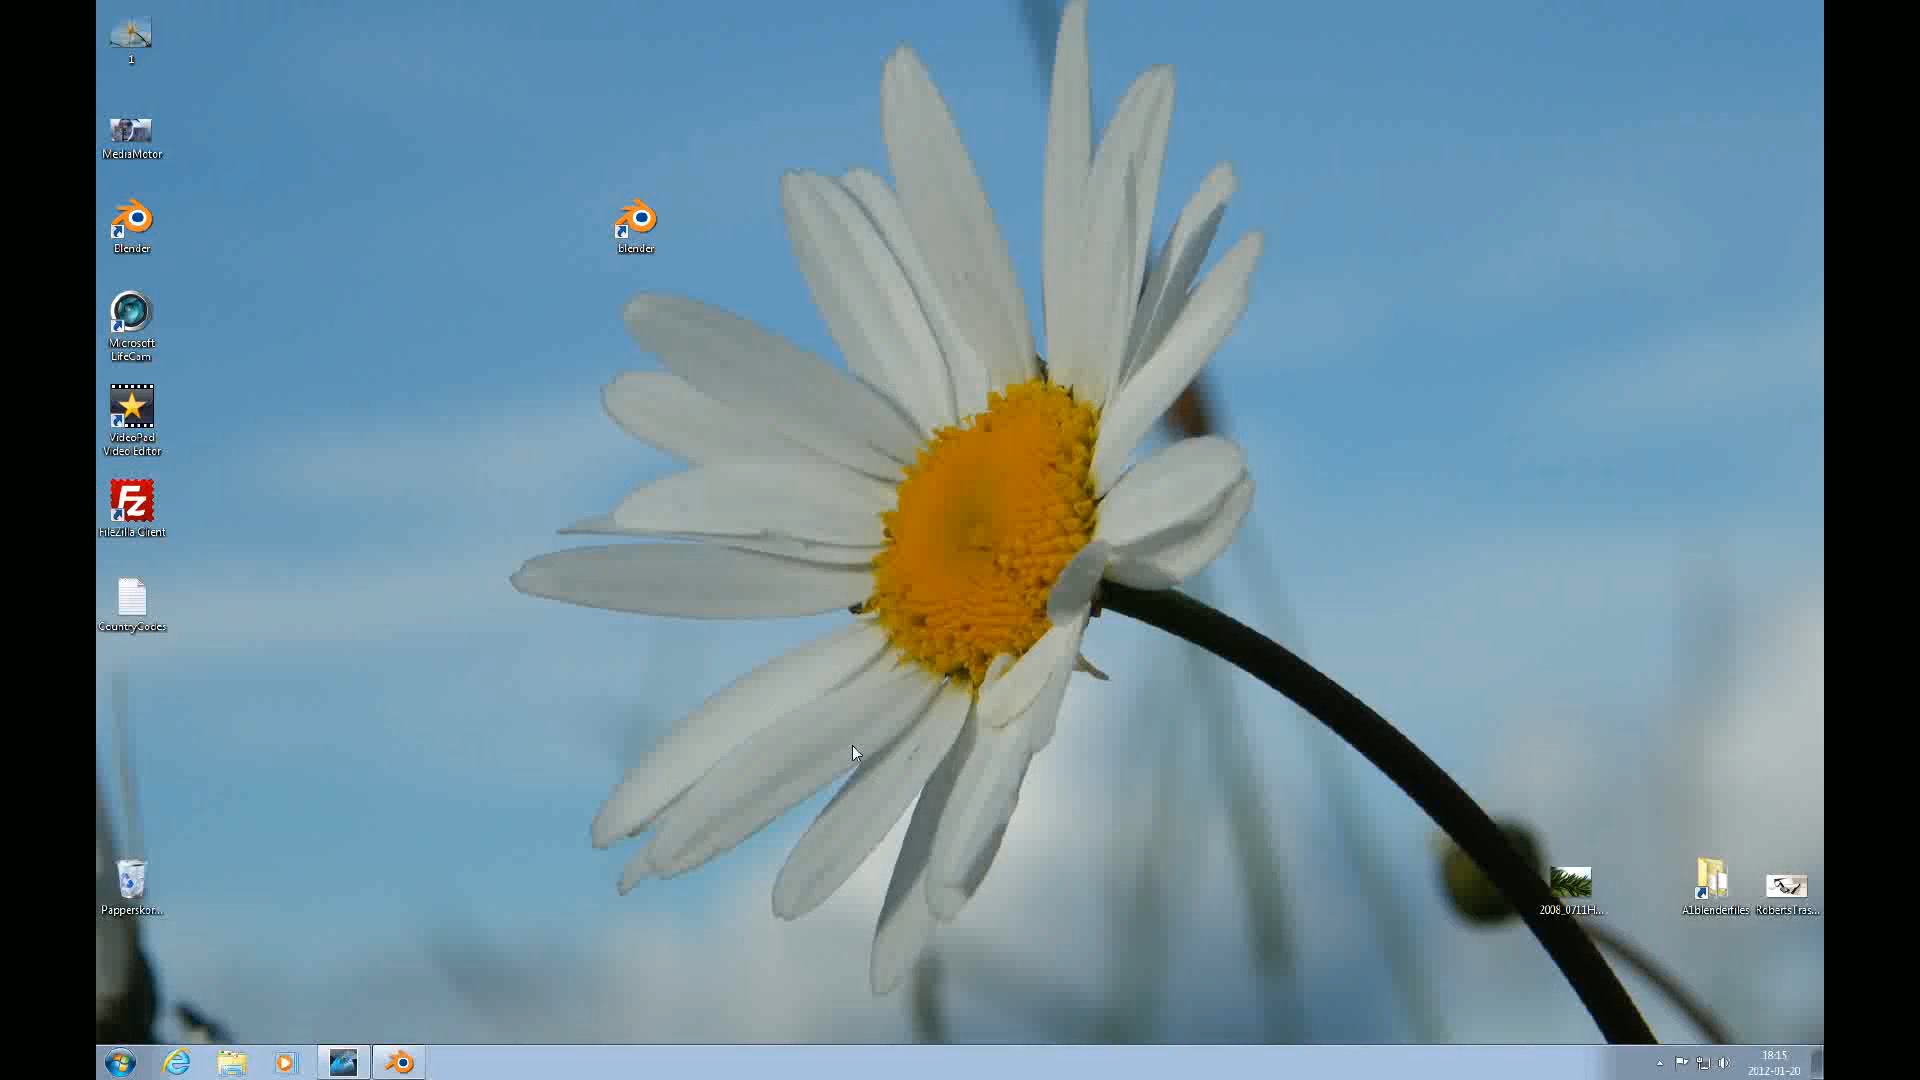 1
MediaMotor
Blender
blender
Microsoft
LifeCam
VideoPad
Video Editor
FileZilla Client
CountryCodes
Papperskor...
2008_0711H...
A1blenderfiles
RobertsTras...
18:15
2012-01-20